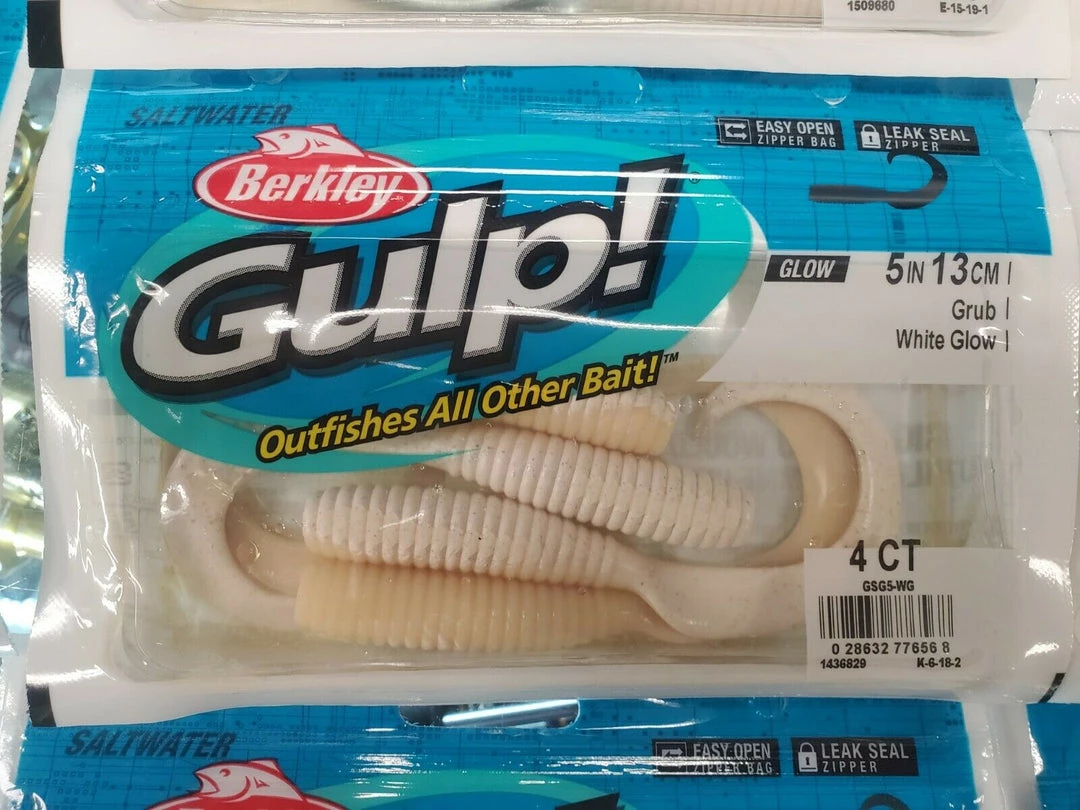 1509680 E-15-19-1
SALTWATER
Berkley
Gulp!®
Outfishes All Other Bait!™
EASY OPEN
ZIPPER BAG
LEAK SEAL
ZIPPER
GLOW
5IN 13CM
Grub
White Glow
4 CT
GSG5-WG
0 28632 77656 8
1436829 K-6-18-2
SALTWATER
EASY OPEN
ZIPPER BAG
LEAK SEAL
ZIPPER